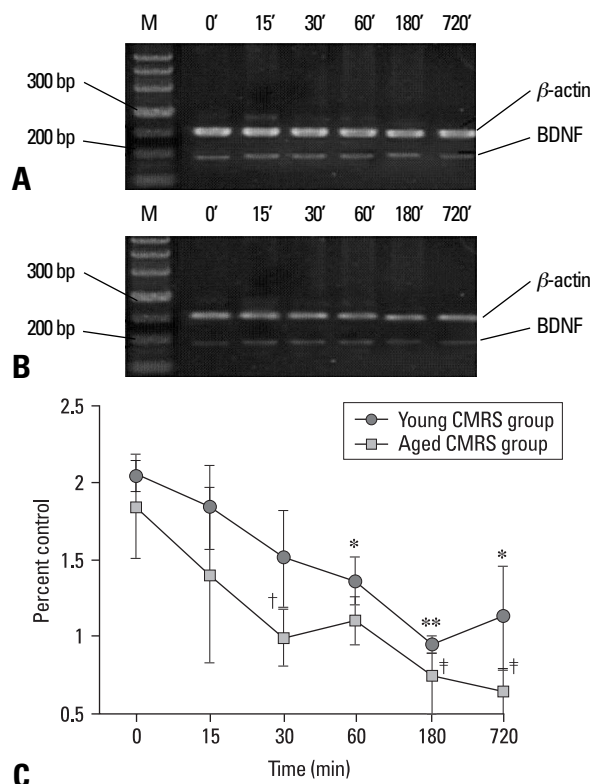 M 0′ 15′ 30′ 60′ 180′ 720′
300 bp
β-actin
200 bp
BDNF
A
M 0′ 15′ 30′ 60′ 180′ 720′
300 bp
β-actin
200 bp
BDNF
B
2.5
Young CMRS group
Aged CMRS group
2
1.5
1
0.5
Percent control
* *
†
**
‡ ‡
0 15 30 60 180 720
Time (min)
C